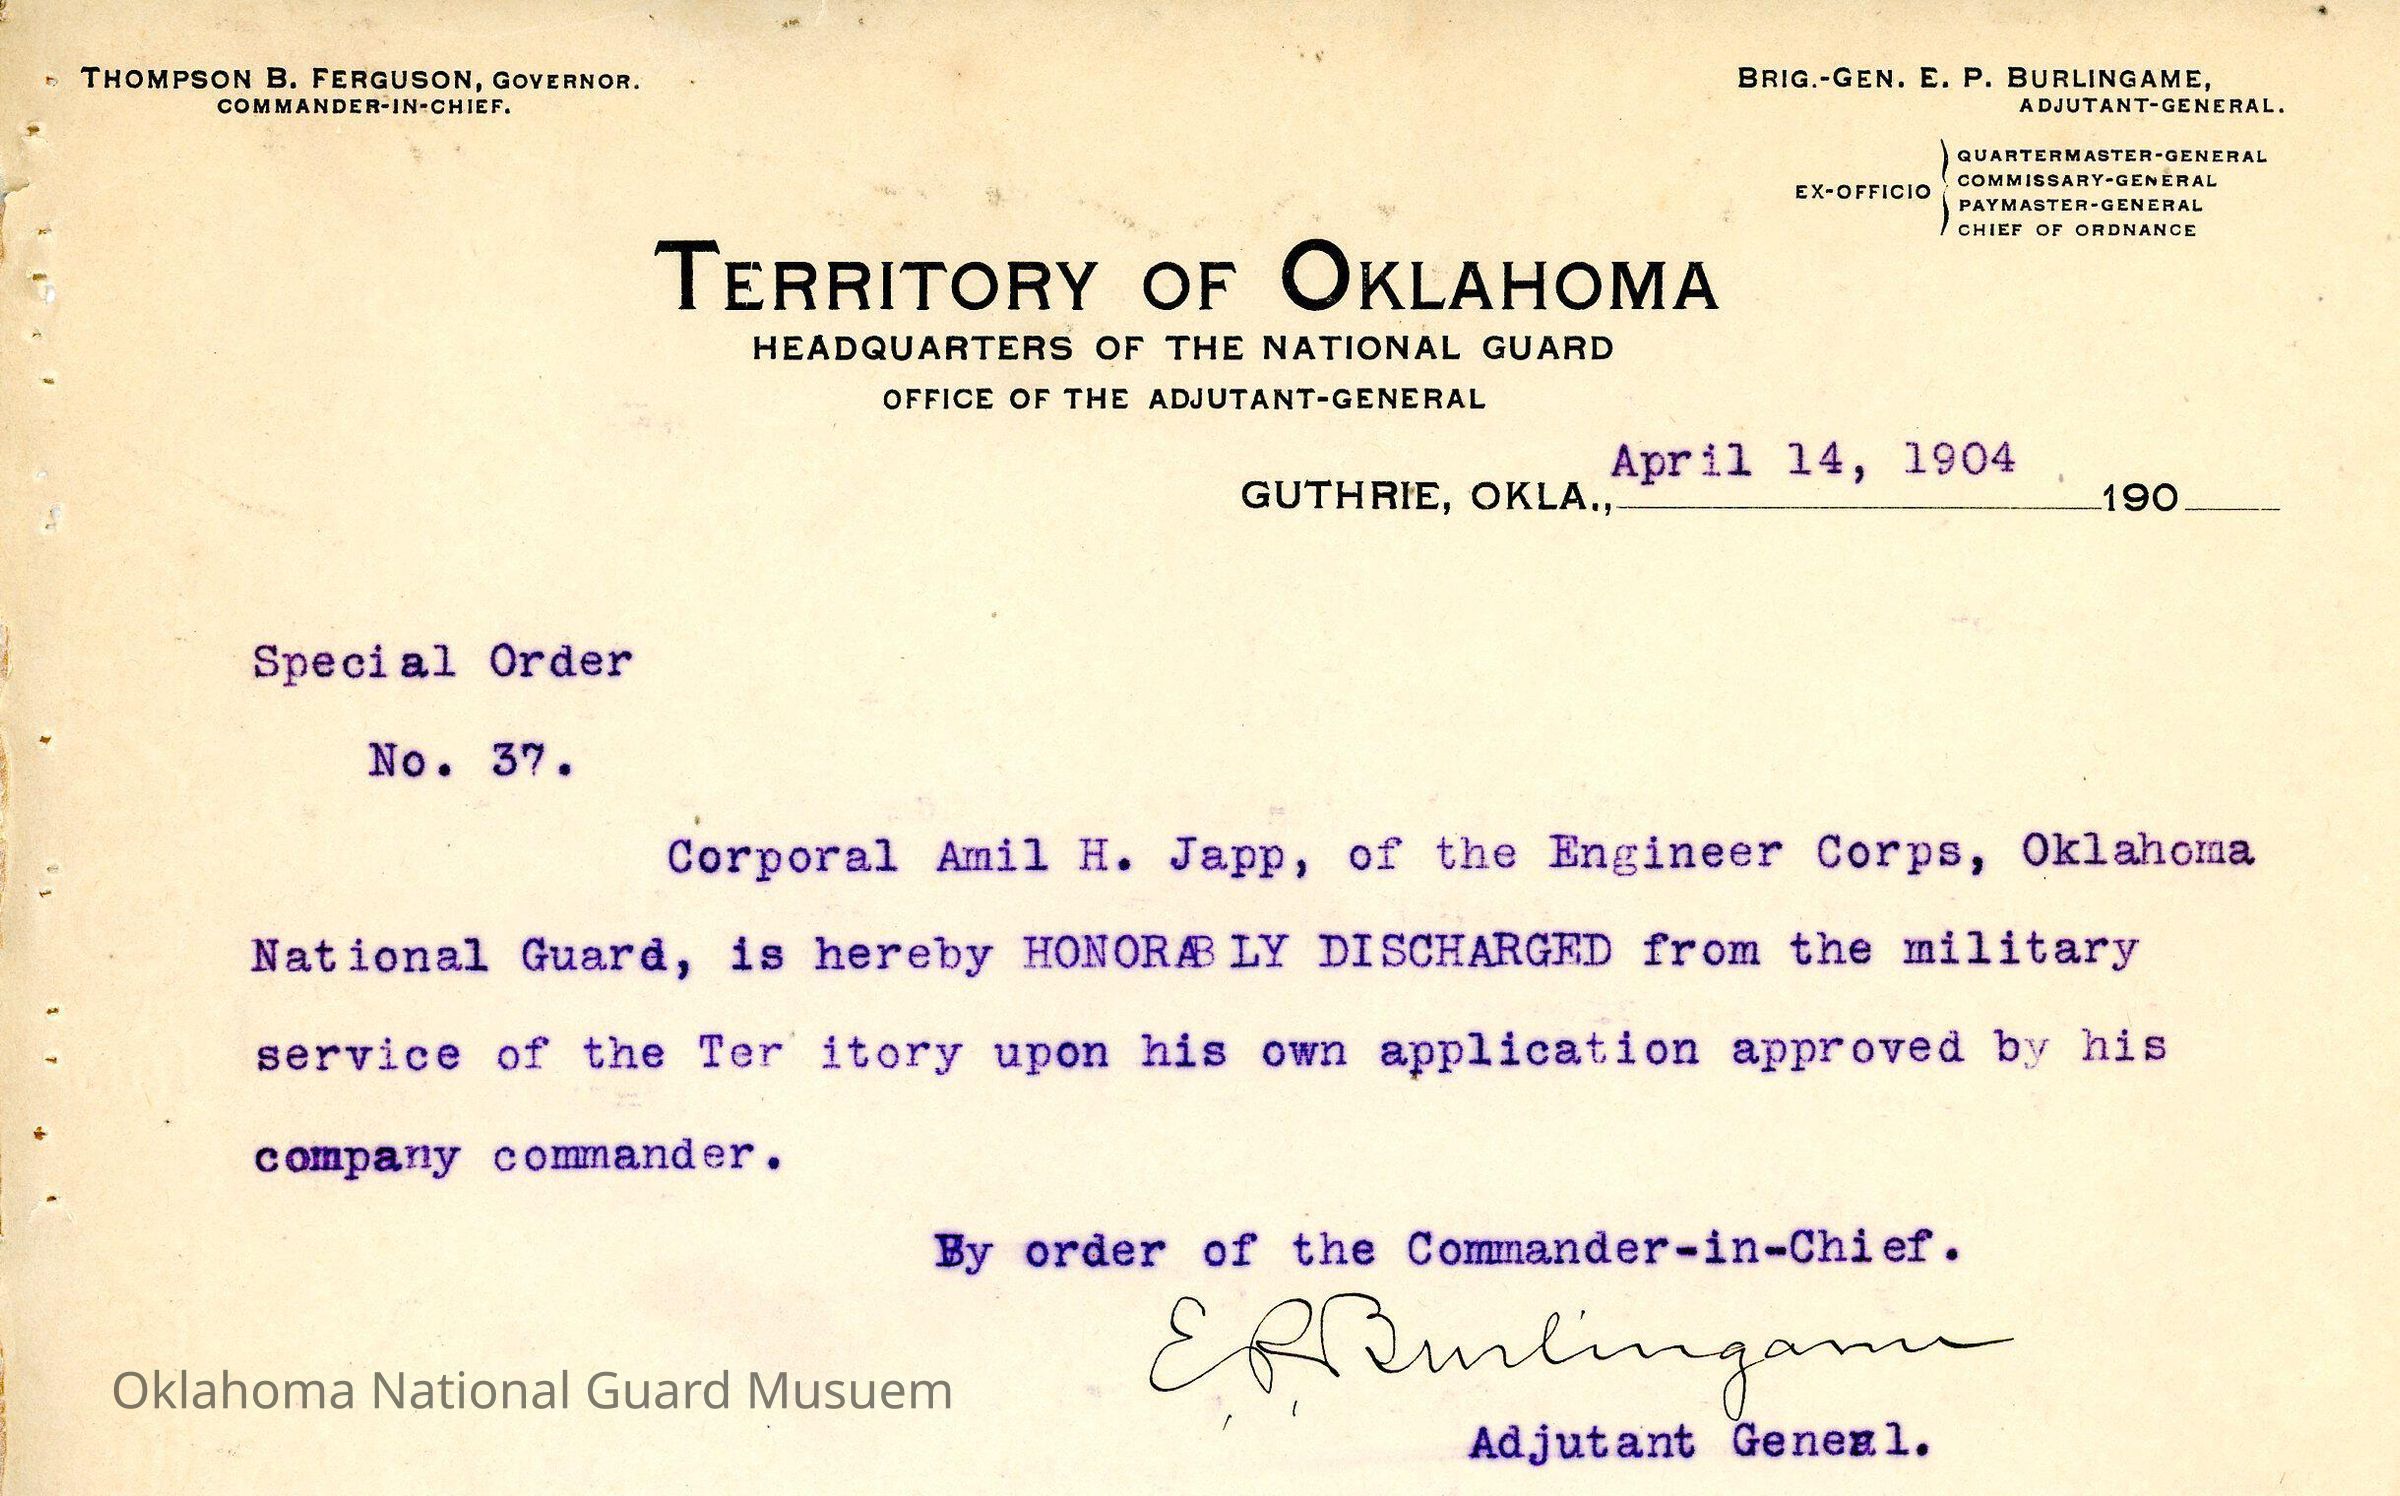 THOMPSON B. FERGUSON, GOVERNOR.
COMMANDER-IN-CHIEF.
BRIG.-GEN. E. P. BURLINGAME,
ADJUTANT-GENERAL.
EX-OFFICIO
QUARTERMASTER-GENERAL
COMMISSARY-GENERAL
PAYMASTER-GENERAL
CHIEF OF ORDNANCE
TERRITORY OF OKLAHOMA
HEADQUARTERS OF THE NATIONAL GUARD
OFFICE OF THE ADJUTANT-GENERAL
April 14, 1904
GUTHRIE, OKLA., 190
Special Order
No. 37.
Corporal Amil H. Japp, of the Engineer Corps, Oklahoma
National Guard, is hereby HONORABLY DISCHARGED from the military
service of the Ter itory upon his own application approved by his
company commander.
By order of the Commander-in-Chief.
E. P. Burlingame
Adjutant General.
Oklahoma National Guard Musuem